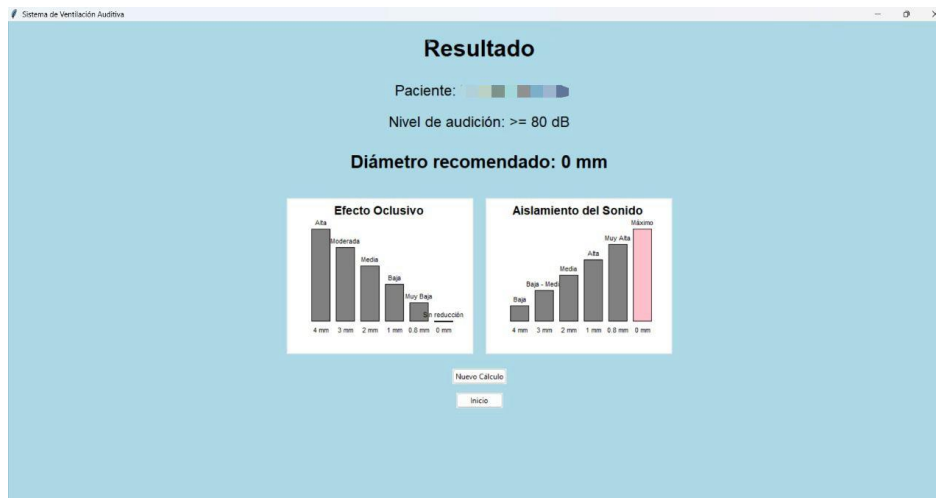 Sistema de Ventilación Auditiva
Resultado
Paciente:
Nivel de audición: >= 80 dB
Diámetro recomendado: 0 mm
Efecto Oclusivo
Alta
Moderada
Media
Baja
Muy Baja
Sin reducción
4 mm 3 mm 2 mm 1 mm 0.8 mm 0 mm
Aislamiento del Sonido
Máximo
Muy Alta
Alta
Media
Baja - Medi
Baja
4 mm 3 mm 2 mm 1 mm 0.8 mm 0 mm
Nuevo Cálculo
Inicio